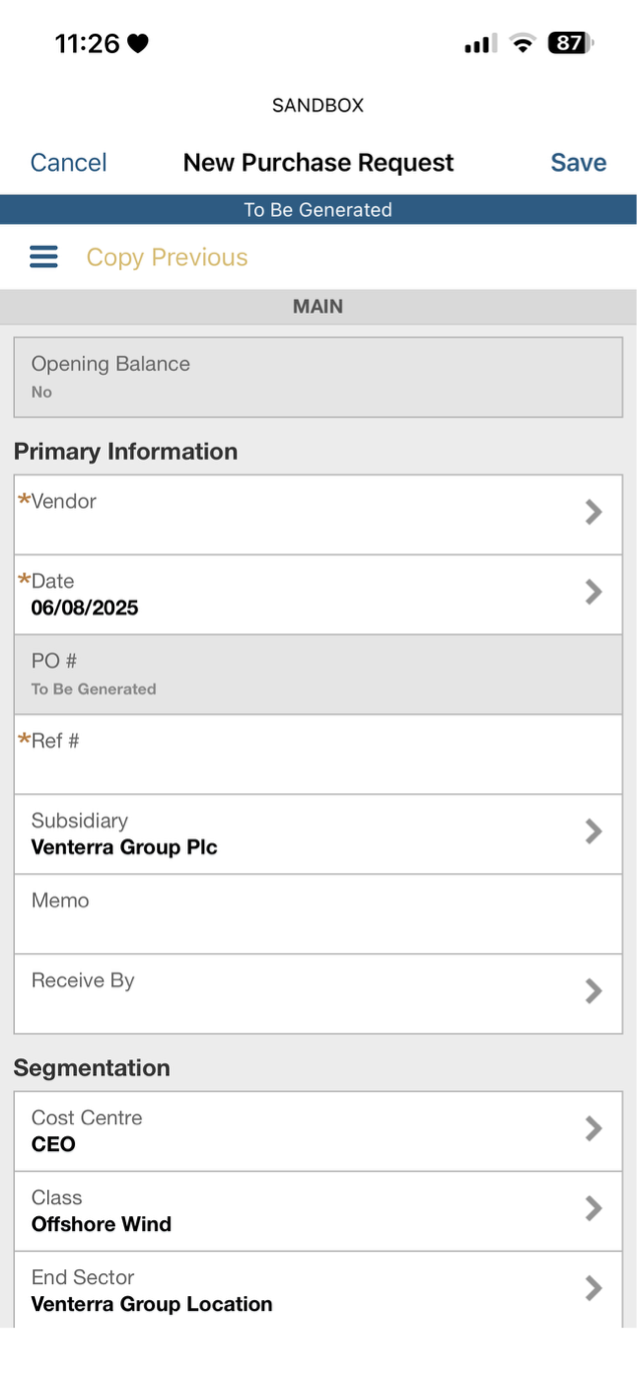 11:26
87
SANDBOX
Cancel New Purchase Request Save
To Be Generated
Copy Previous
MAIN
Opening Balance
No
Primary Information
*Vendor
*Date
06/08/2025
PO #
To Be Generated
*Ref #
Subsidiary
Venterra Group Plc
Memo
Receive By
Segmentation
Cost Centre
CEO
Class
Offshore Wind
End Sector
Venterra Group Location